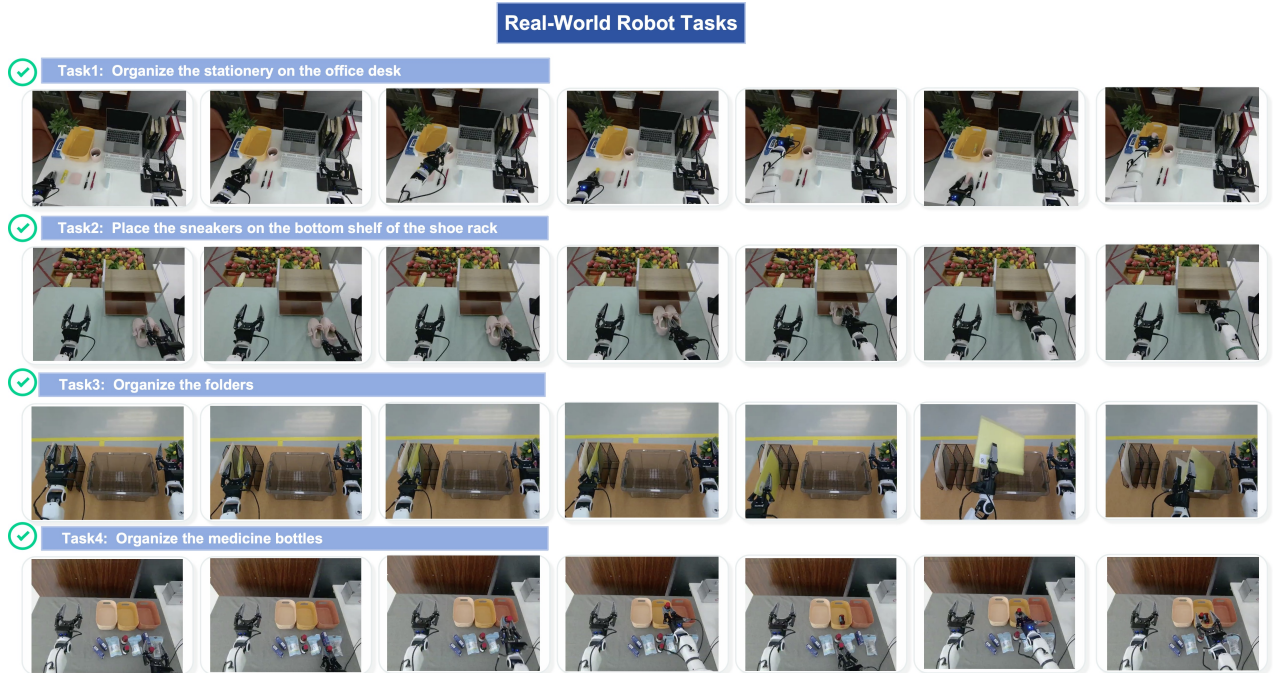 Real-World Robot Tasks
Task1: Organize the stationery on the office desk
Task2: Place the sneakers on the bottom shelf of the shoe rack
Task3: Organize the folders
Task4: Organize the medicine bottles